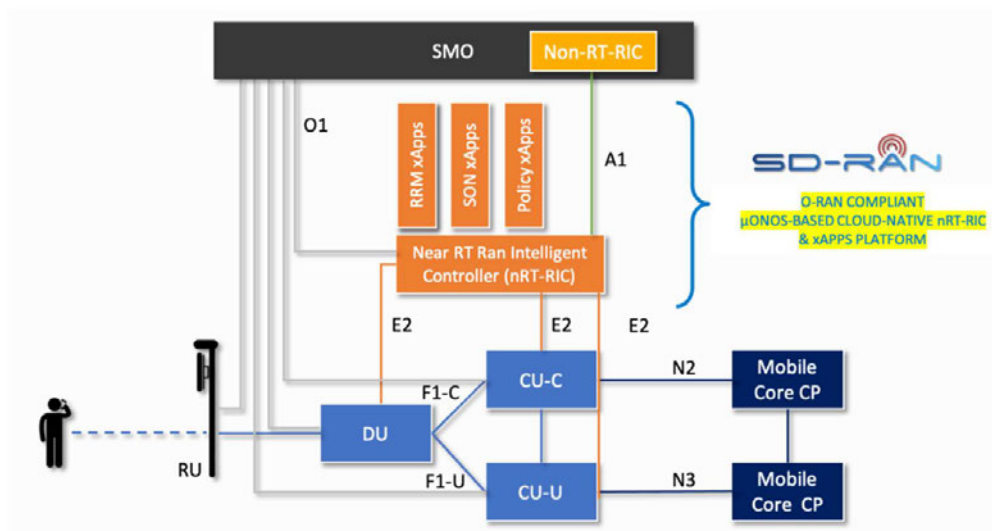 SMO
Non-RT-RIC
O1
RRM xApps
SON xApps
Policy xApps
A1
SD-RAN
O-RAN COMPLIANT
µONOS-BASED CLOUD-NATIVE nRT-RIC
& xAPPS PLATFORM
Near RT Ran Intelligent
Controller (nRT-RIC)
E2
E2
E2
CU-C
N2
Mobile
Core CP
F1-C
DU
RU
F1-U
CU-U
N3
Mobile
Core CP